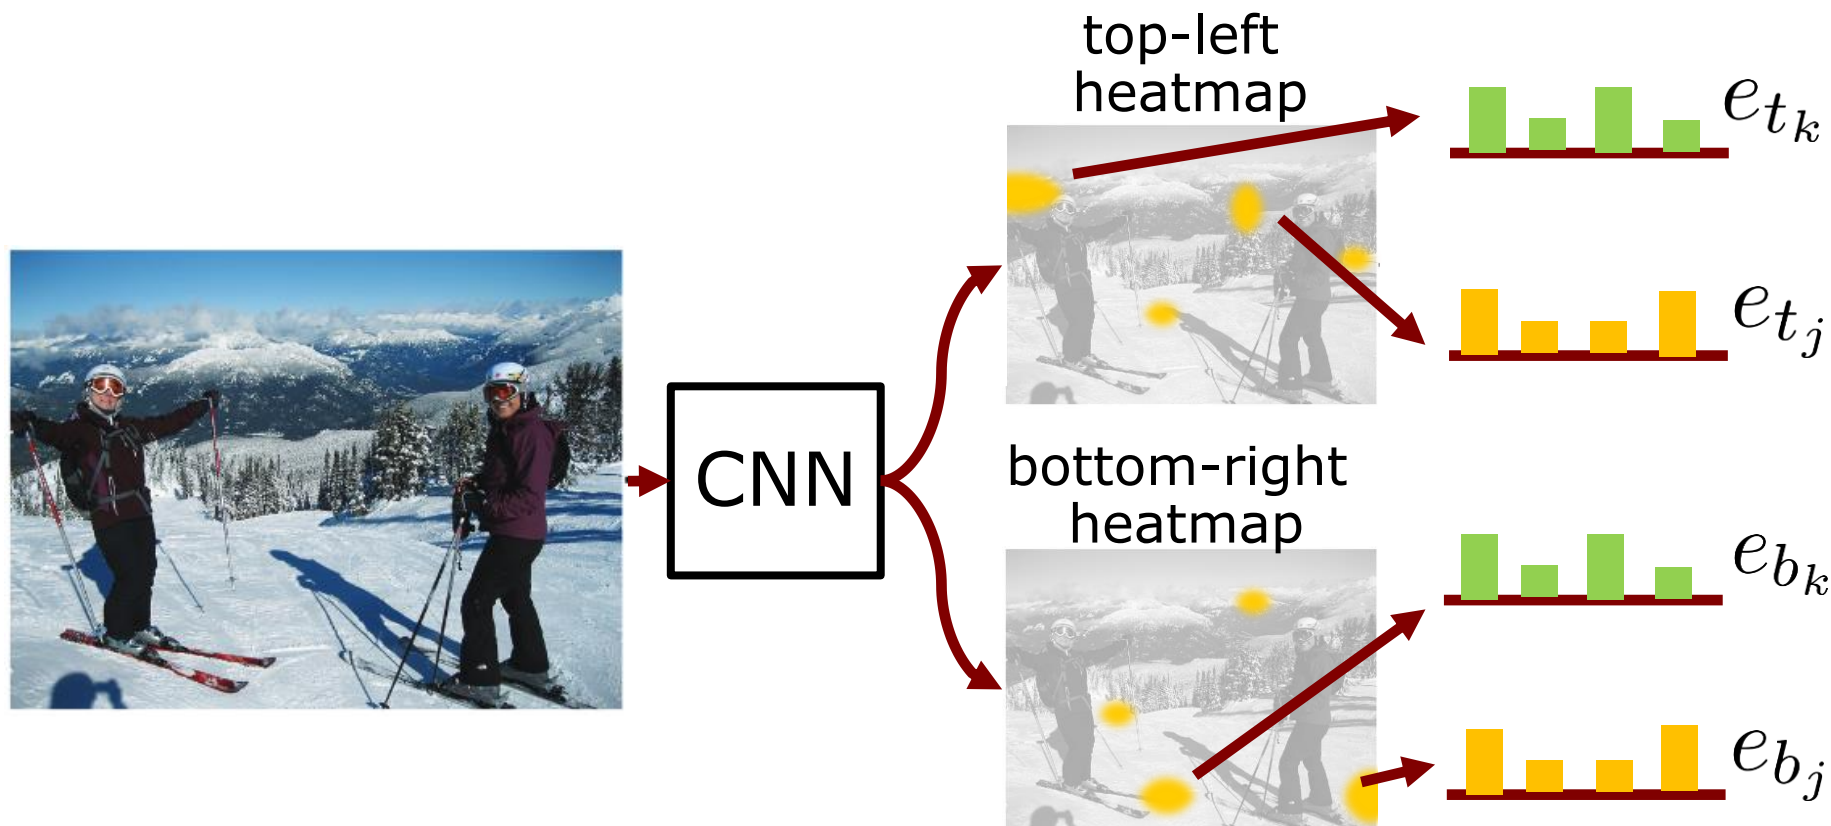 top-left
heatmap
e_{t_k}
e_{t_j}
CNN
bottom-right
heatmap
e_{b_k}
e_{b_j}